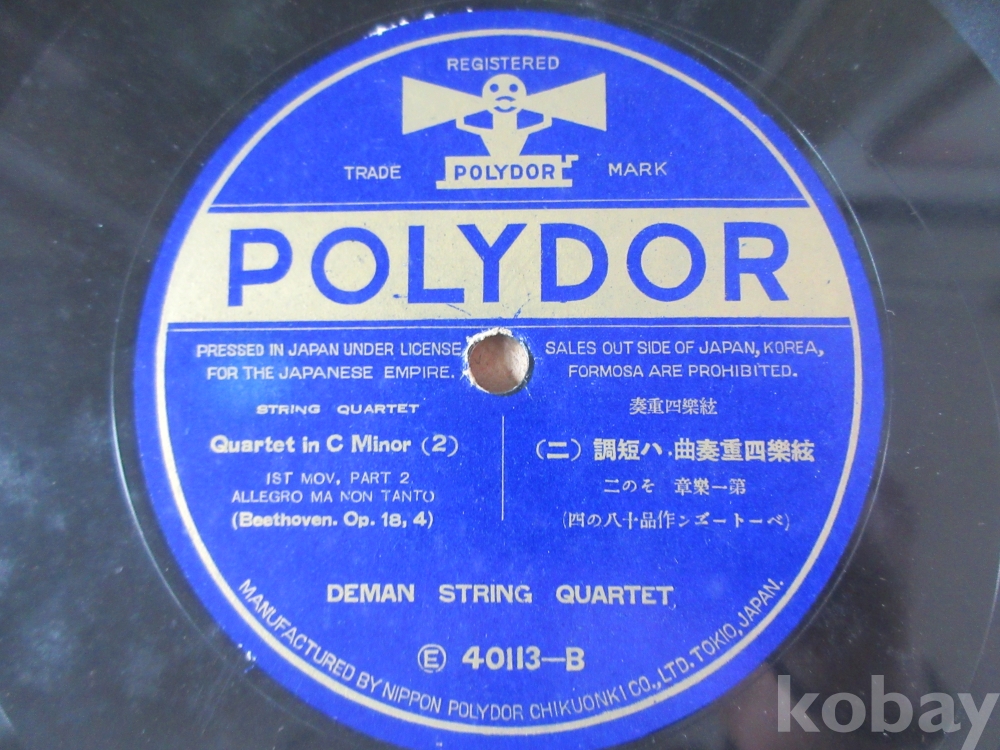 REGISTERED
TRADE POLYDOR MARK
POLYDOR
PRESSED IN JAPAN UNDER LICENSE
FOR THE JAPANESE EMPIRE.
SALES OUT SIDE OF JAPAN, KOREA,
FORMOSA ARE PROHIBITED.
STRING QUARTET
Quartet in C Minor (2)
1ST MOV. PART 2
ALLEGRO MA NON TANTO
(Beethoven. Op. 18, 4)
奏重四樂絃
(二) 調短ハ・曲奏重四樂絃
二のそ 章樂一第
(四の八十品作ンエヴートーベ)
DEMAN STRING QUARTET
Ⓔ 40113-B
MANUFACTURED BY NIPPON POLYDOR CHIKUONKI CO., LTD. TOKIO, JAPAN.
kobay